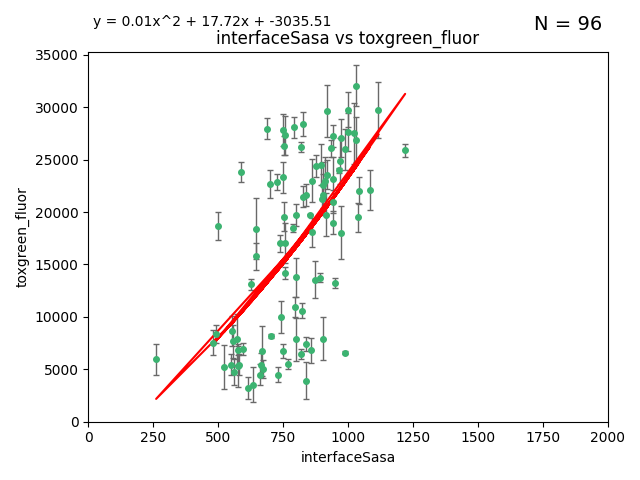 y = 0.01x^2 + 17.72x + -3035.51
N = 96
interfaceSasa vs toxgreen_fluor
35000
30000
25000
20000
15000
10000
5000
0
toxgreen_fluor
0 250 500 750 1000 1250 1500 1750 2000
interfaceSasa